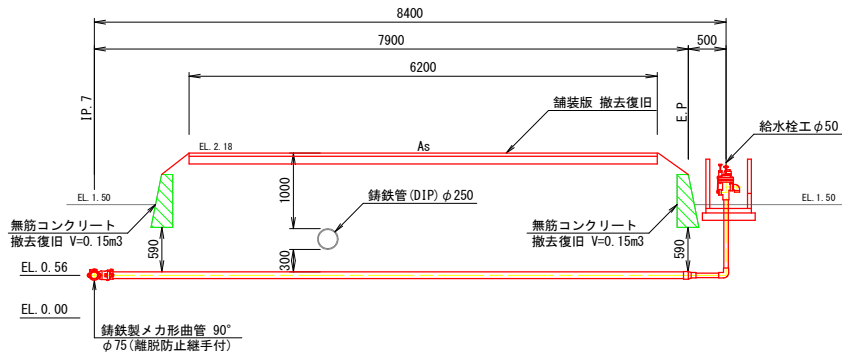 8400
7900
500
6200
IP.7
E.P
舗装版 撤去復旧
給水栓工φ50
EL.2.18
As
EL.1.50
1000
鋳鉄管(DIP)φ250
EL.1.50
無筋コンクリート
撤去復旧 V=0.15m3
無筋コンクリート
撤去復旧 V=0.15m3
590
300
590
EL.0.56
EL.0.00
鋳鉄製メカ形曲管 90°
φ75(離脱防止継手付)